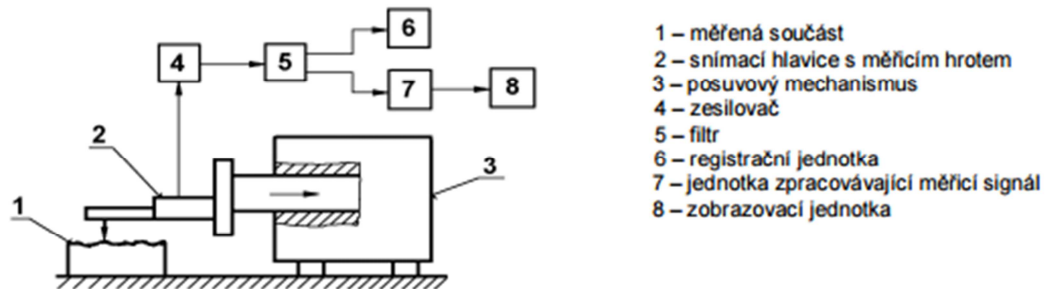 6
4
5
7
8
2
3
1
1 – měřená součást
2 – snímací hlavice s měřicím hrotem
3 – posuvový mechanismus
4 – zesilovač
5 – filtr
6 – registrační jednotka
7 – jednotka zpracovávající měřicí signál
8 – zobrazovací jednotka